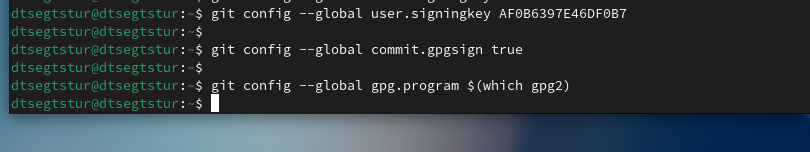 dtsegtstur@dtsegtstur:~$ git config --global user.signingkey AF0B6397E46DF0B7
dtsegtstur@dtsegtstur:~$
dtsegtstur@dtsegtstur:~$ git config --global commit.gpgsign true
dtsegtstur@dtsegtstur:~$
dtsegtstur@dtsegtstur:~$ git config --global gpg.program $(which gpg2)
dtsegtstur@dtsegtstur:~$